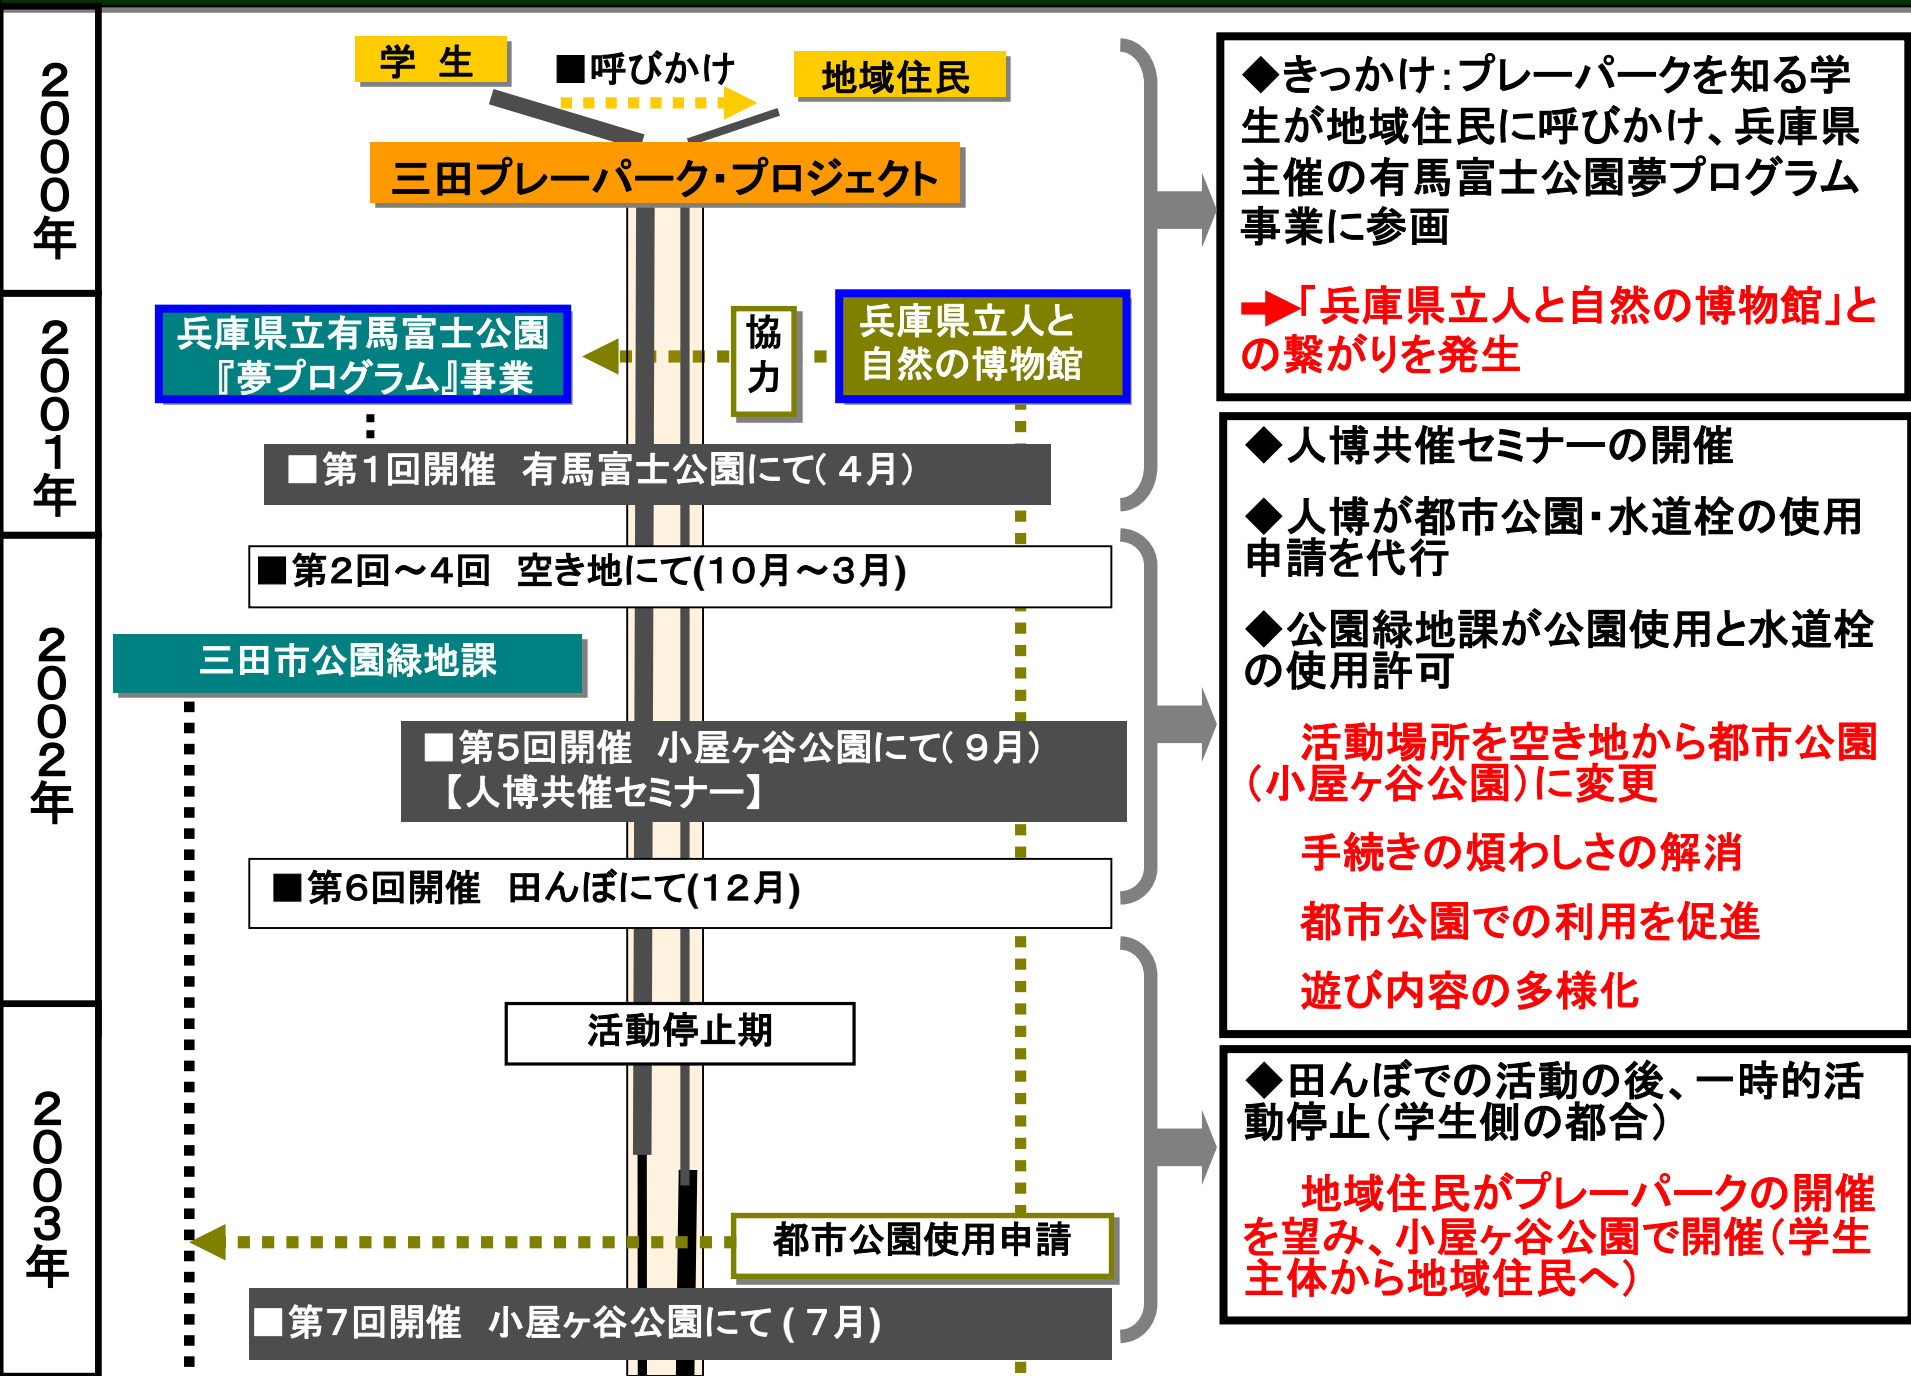 2000年
学 生
■呼びかけ
地域住民
三田プレーパーク・プロジェクト
2001年
兵庫県立有馬富士公園
『夢プログラム』事業
協力
兵庫県立人と
自然の博物館
■第1回開催 有馬富士公園にて(4月)
2002年
■第2回～4回 空き地にて(10月～3月)
三田市公園緑地課
■第5回開催 小屋ヶ谷公園にて(9月)
【人博共催セミナー】
■第6回開催 田んぼにて(12月)
2003年
活動停止期
都市公園使用申請
■第7回開催 小屋ヶ谷公園にて(7月)
◆きっかけ：プレーパークを知る学
生が地域住民に呼びかけ、兵庫県
主催の有馬富士公園夢プログラム
事業に参画
➡「兵庫県立人と自然の博物館」と
の繋がりを発生
◆人博共催セミナーの開催
◆人博が都市公園・水道栓の使用
申請を代行
◆公園緑地課が公園使用と水道栓
の使用許可
活動場所を空き地から都市公園
(小屋ヶ谷公園)に変更
手続きの煩わしさの解消
都市公園での利用を促進
遊び内容の多様化
◆田んぼでの活動の後、一時的活
動停止(学生側の都合)
地域住民がプレーパークの開催
を望み、小屋ヶ谷公園で開催(学生
主体から地域住民へ)